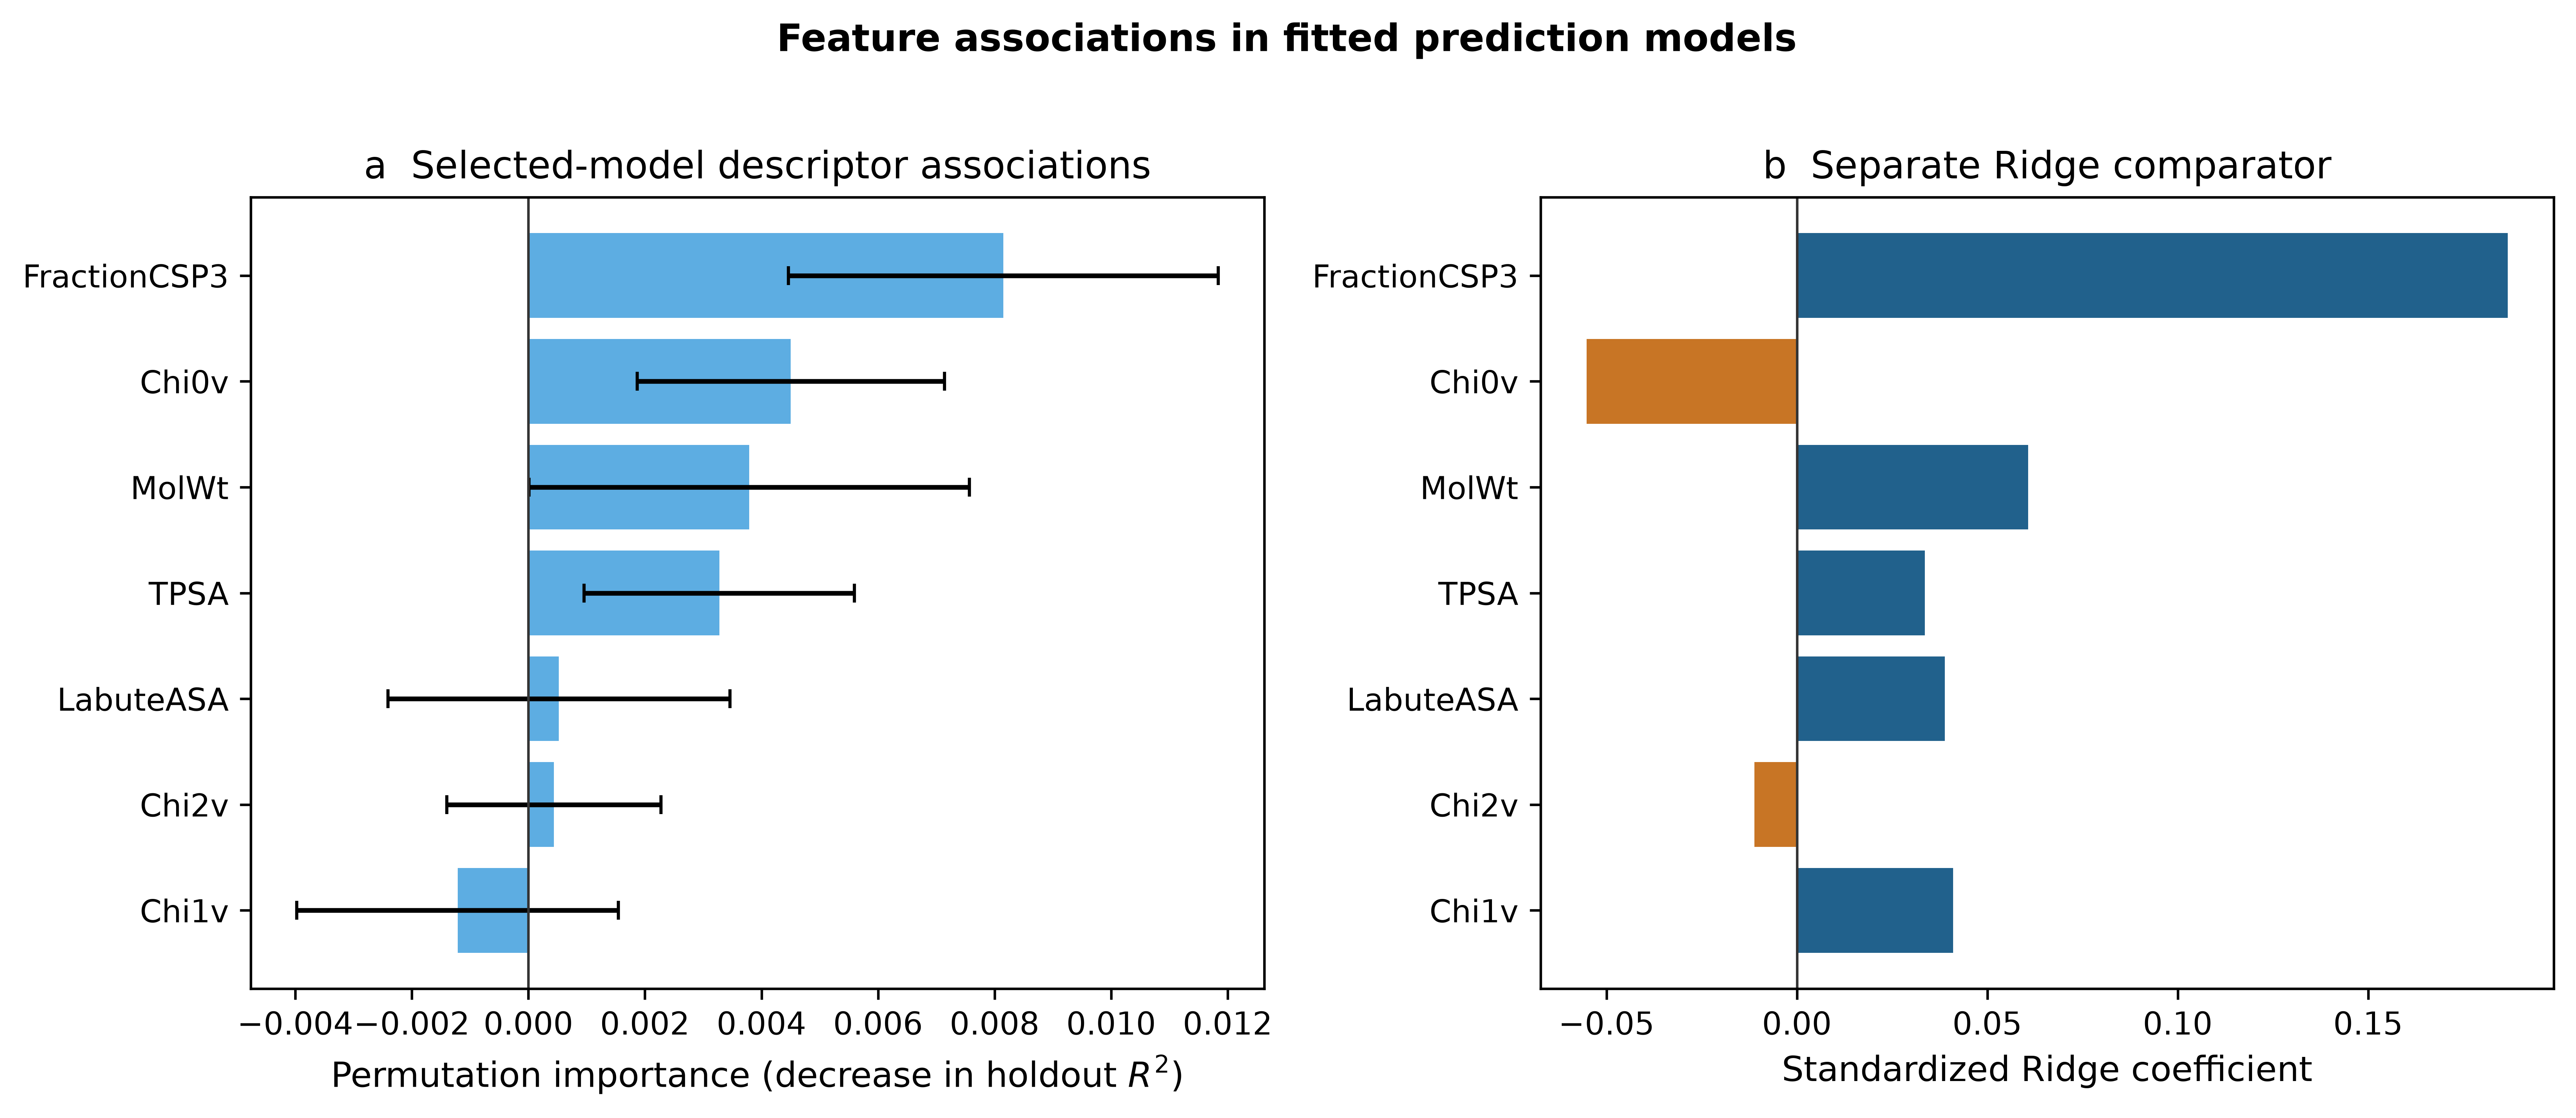 Feature associations in fitted prediction models
a Selected-model descriptor associations
FractionCSP3
Chi0v
MolWt
TPSA
LabuteASA
Chi2v
Chi1v
−0.004 −0.002 0.000 0.002 0.004 0.006 0.008 0.010 0.012
Permutation importance (decrease in holdout R²)
b Separate Ridge comparator
FractionCSP3
Chi0v
MolWt
TPSA
LabuteASA
Chi2v
Chi1v
−0.05 0.00 0.05 0.10 0.15
Standardized Ridge coefficient